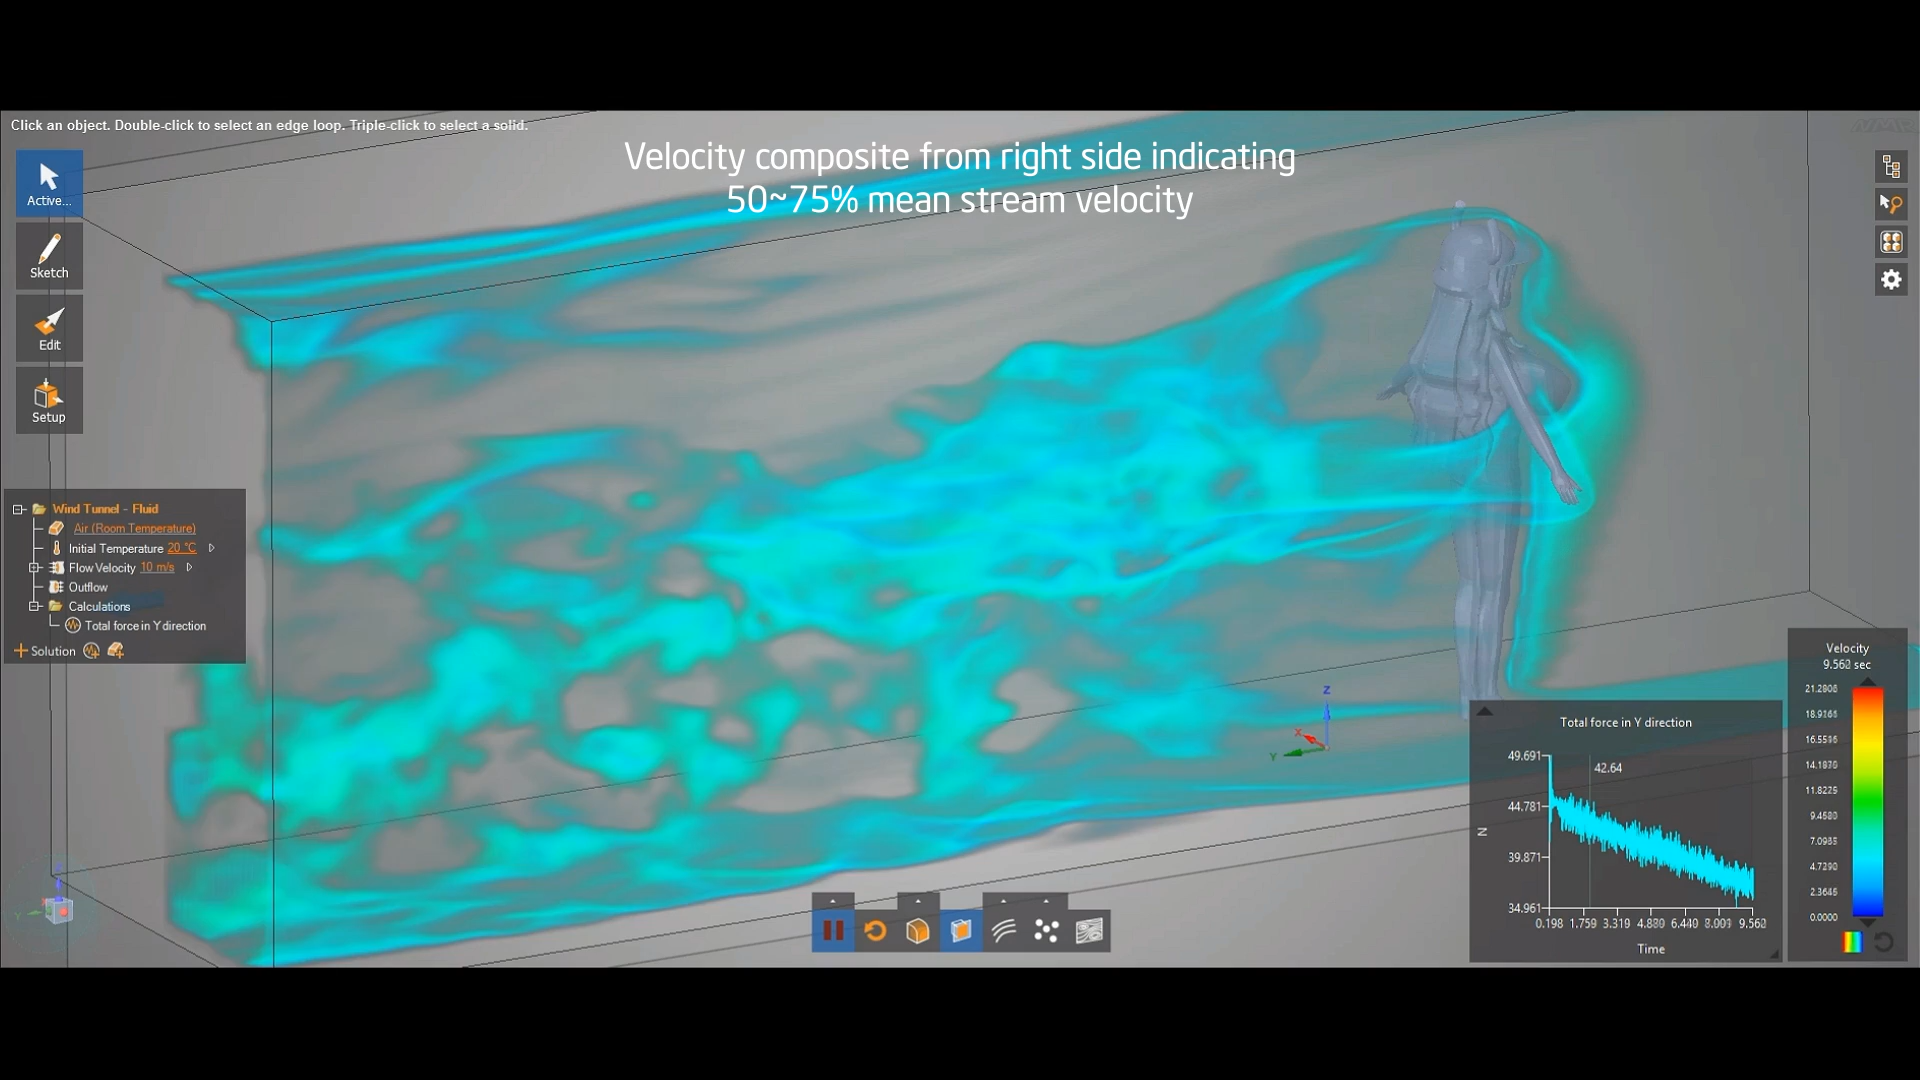 Click an object. Double-click to select an edge loop. Triple-click to select a solid.
Velocity composite from right side indicating
50~75% mean stream velocity
Active...
Sketch
Edit
Setup
Wind Tunnel - Fluid
Air (Room Temperature)
Initial Temperature 20 °C
Flow Velocity 10 m/s
Outflow
Calculations
Total force in Y direction
Solution
Z
X
Y
Total force in Y direction
49.691
42.64
44.781
N
39.871
34.961
0.198 1.759 3.319 4.880 6.440 8.001 9.562
Time
Velocity
9.562 sec
21.2806
18.9161
16.5516
14.1870
11.8225
9.4580
7.0935
4.7290
2.3645
0.0000